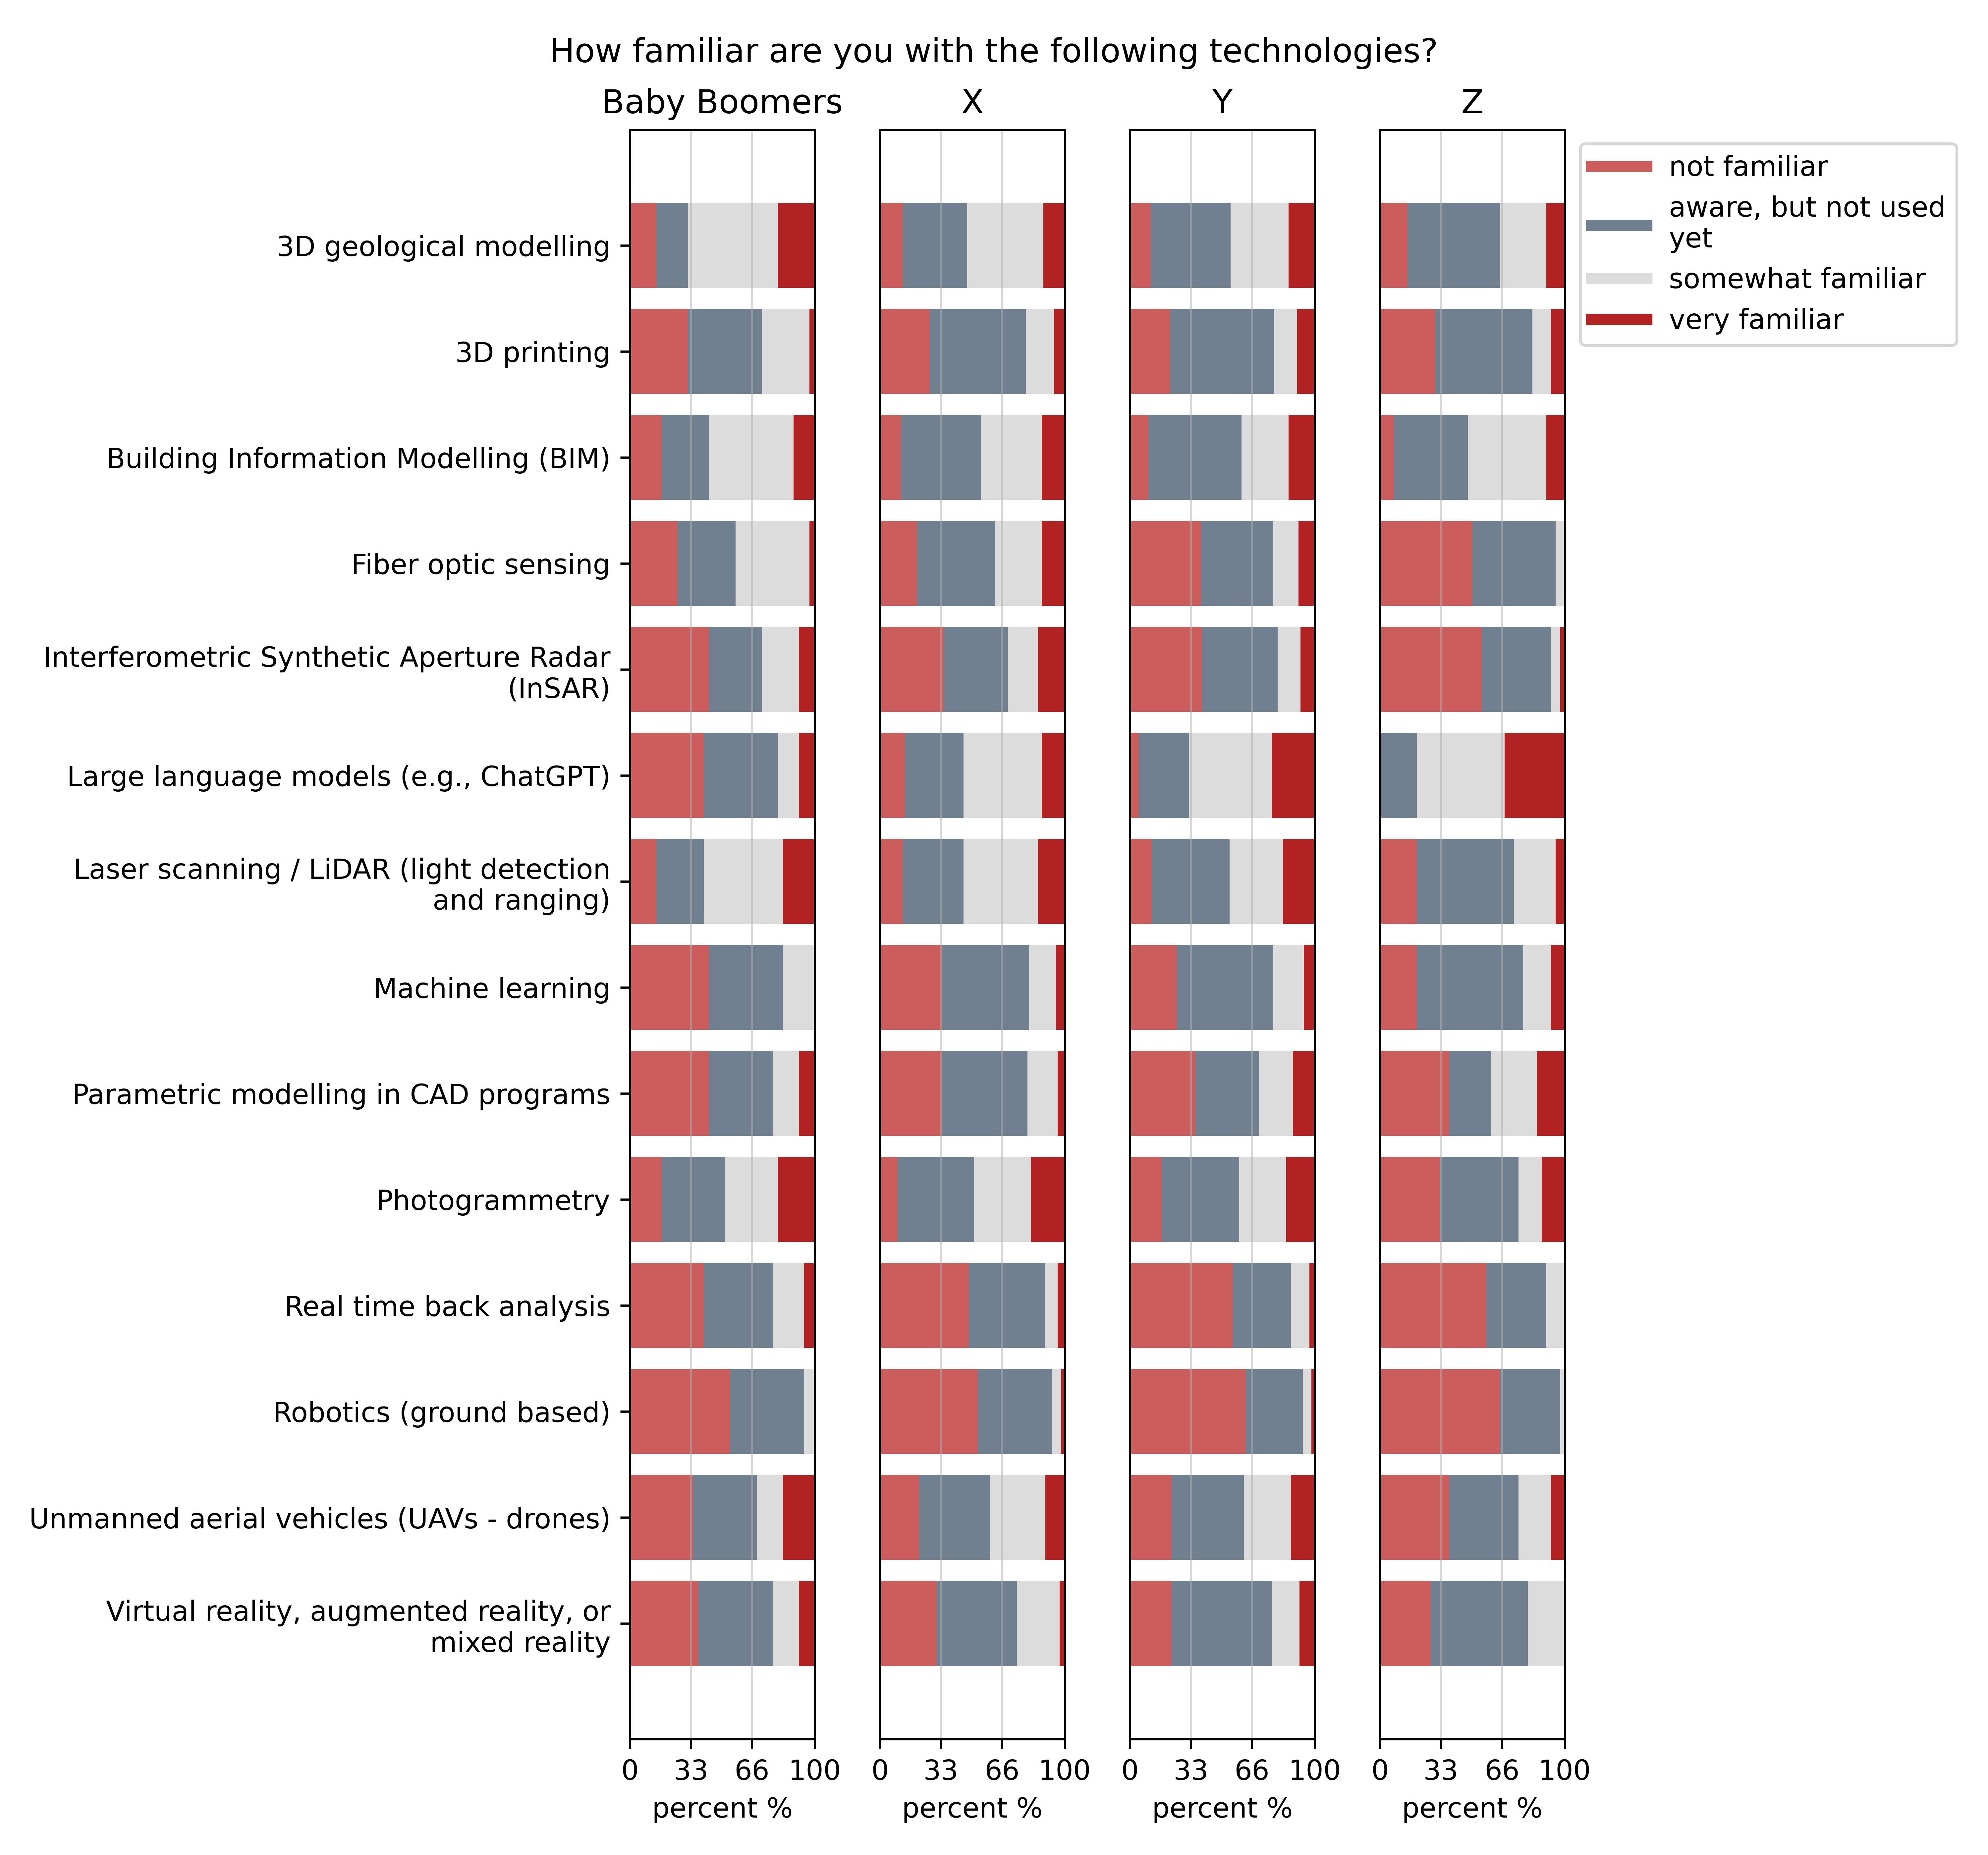 How familiar are you with the following technologies?
Baby Boomers
X
Y
Z
not familiar
aware, but not used
yet
somewhat familiar
very familiar
3D geological modelling
3D printing
Building Information Modelling (BIM)
Fiber optic sensing
Interferometric Synthetic Aperture Radar
(InSAR)
Large language models (e.g., ChatGPT)
Laser scanning / LiDAR (light detection
and ranging)
Machine learning
Parametric modelling in CAD programs
Photogrammetry
Real time back analysis
Robotics (ground based)
Unmanned aerial vehicles (UAVs - drones)
Virtual reality, augmented reality, or
mixed reality
0 33 66 100
0 33 66 100
0 33 66 100
0 33 66 100
percent %
percent %
percent %
percent %